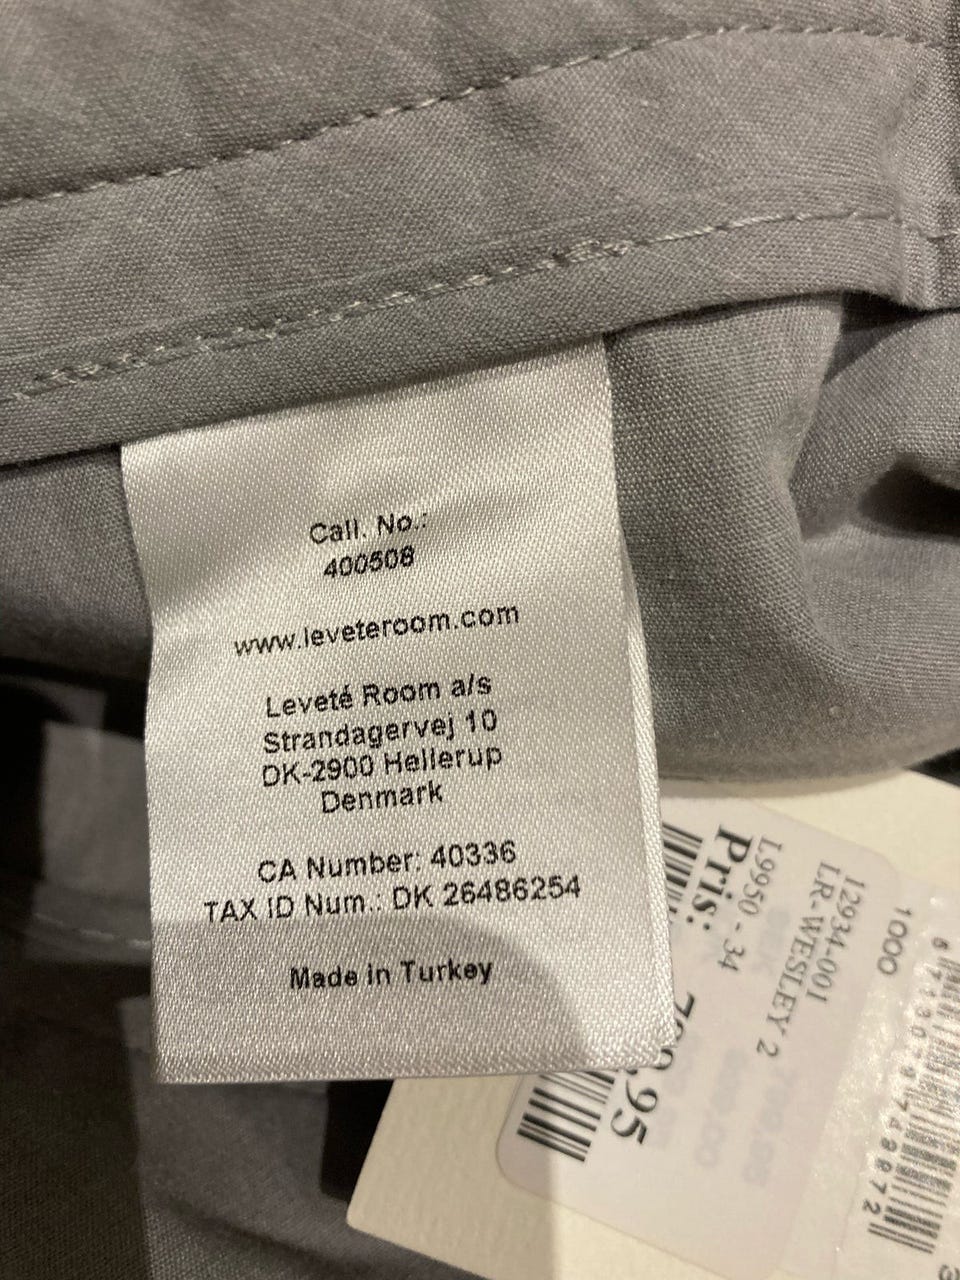 Call. No.:
400508
www.leveteroom.com
Leveté Room a/s
Strandagervej 10
DK-2900 Hellerup
Denmark
CA Number: 40336
TAX ID Num.: DK 26486254
Made in Turkey
1000
12934-001
LR-WESLEY 2
L9950 - 34
Pris: